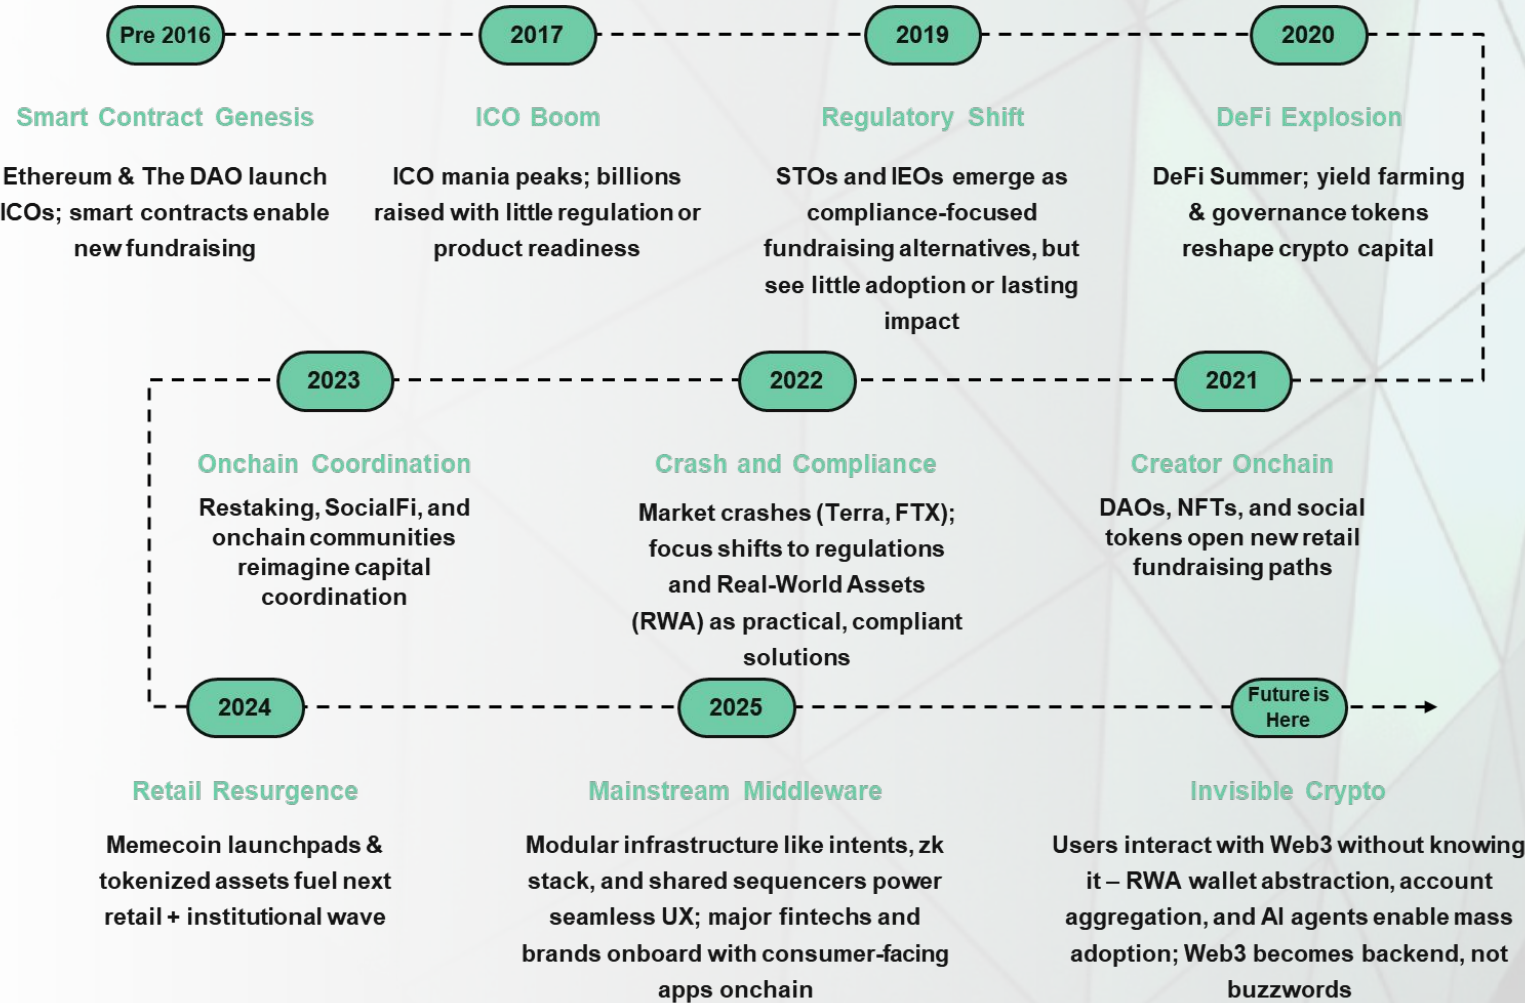 Pre 2016
2017
2019
2020
Smart Contract Genesis
Ethereum & The DAO launch
ICOs; smart contracts enable
new fundraising
ICO Boom
ICO mania peaks; billions
raised with little regulation or
product readiness
Regulatory Shift
STOs and IEOs emerge as
compliance-focused
fundraising alternatives, but
see little adoption or lasting
impact
DeFi Explosion
DeFi Summer; yield farming
& governance tokens
reshape crypto capital
2023
2022
2021
Onchain Coordination
Restaking, SocialFi, and
onchain communities
reimagine capital
coordination
Crash and Compliance
Market crashes (Terra, FTX);
focus shifts to regulations
and Real-World Assets
(RWA) as practical, compliant
solutions
Creator Onchain
DAOs, NFTs, and social
tokens open new retail
fundraising paths
2024
2025
Future is
Here
Retail Resurgence
Memecoin launchpads &
tokenized assets fuel next
retail + institutional wave
Mainstream Middleware
Modular infrastructure like intents, zk
stack, and shared sequencers power
seamless UX; major fintechs and
brands onboard with consumer-facing
apps onchain
Invisible Crypto
Users interact with Web3 without knowing
it – RWA wallet abstraction, account
aggregation, and AI agents enable mass
adoption; Web3 becomes backend, not
buzzwords